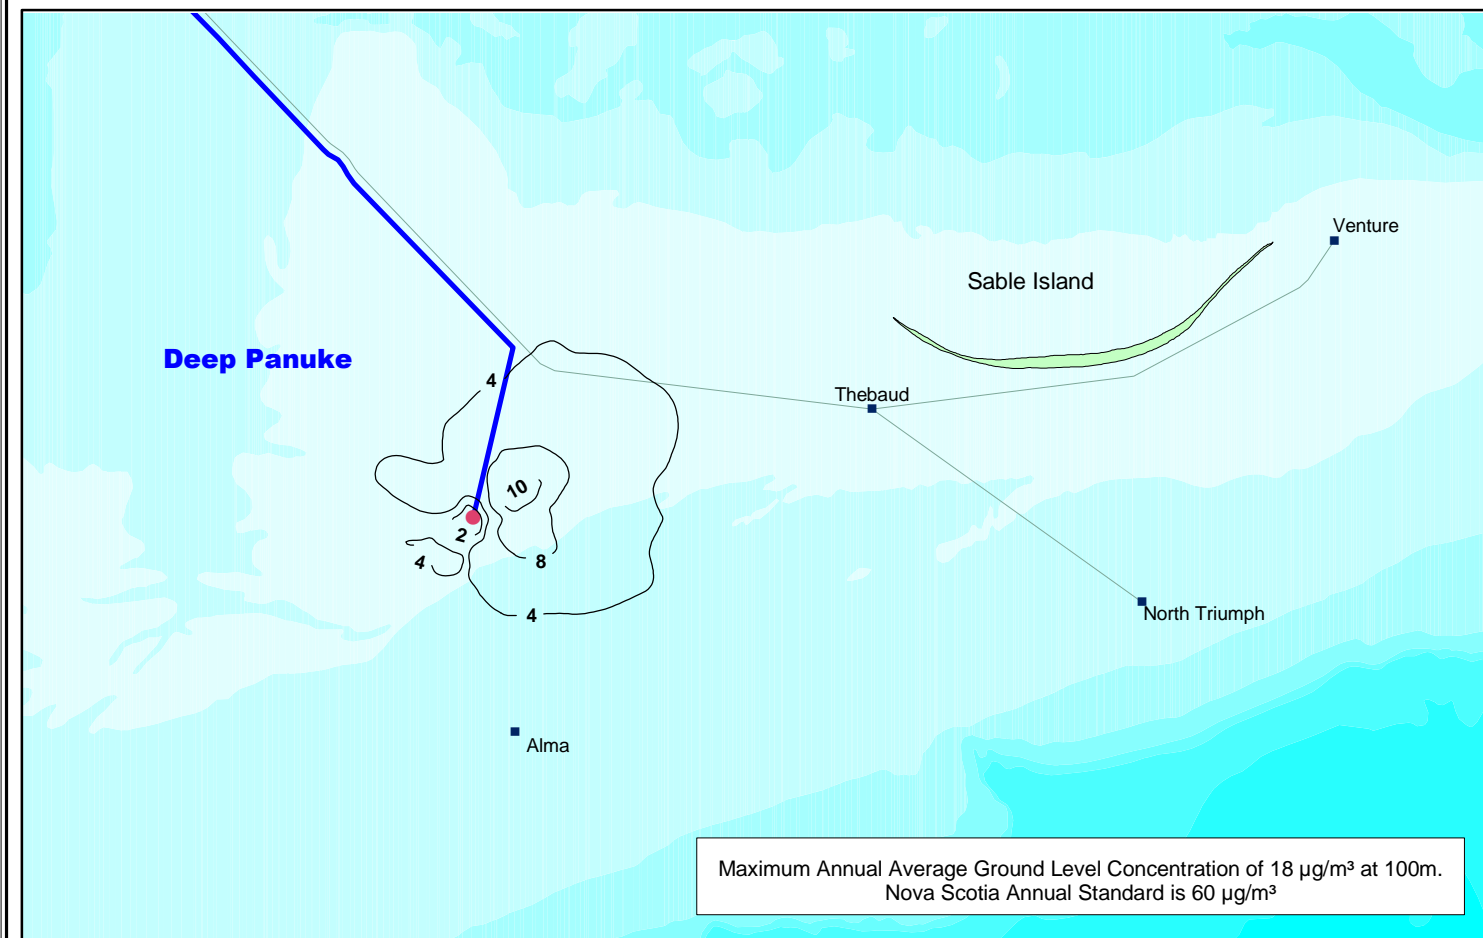 Venture
Sable Island
Deep Panuke
4
Thebaud
10
2
4
8
4
North Triumph
Alma
Maximum Annual Average Ground Level Concentration of 18 µg/m³ at 100m.
Nova Scotia Annual Standard is 60 µg/m³